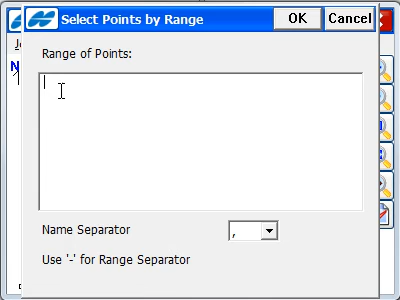 Select Points by Range
OK
Cancel
Range of Points:
Name Separator
,
Use '-' for Range Separator